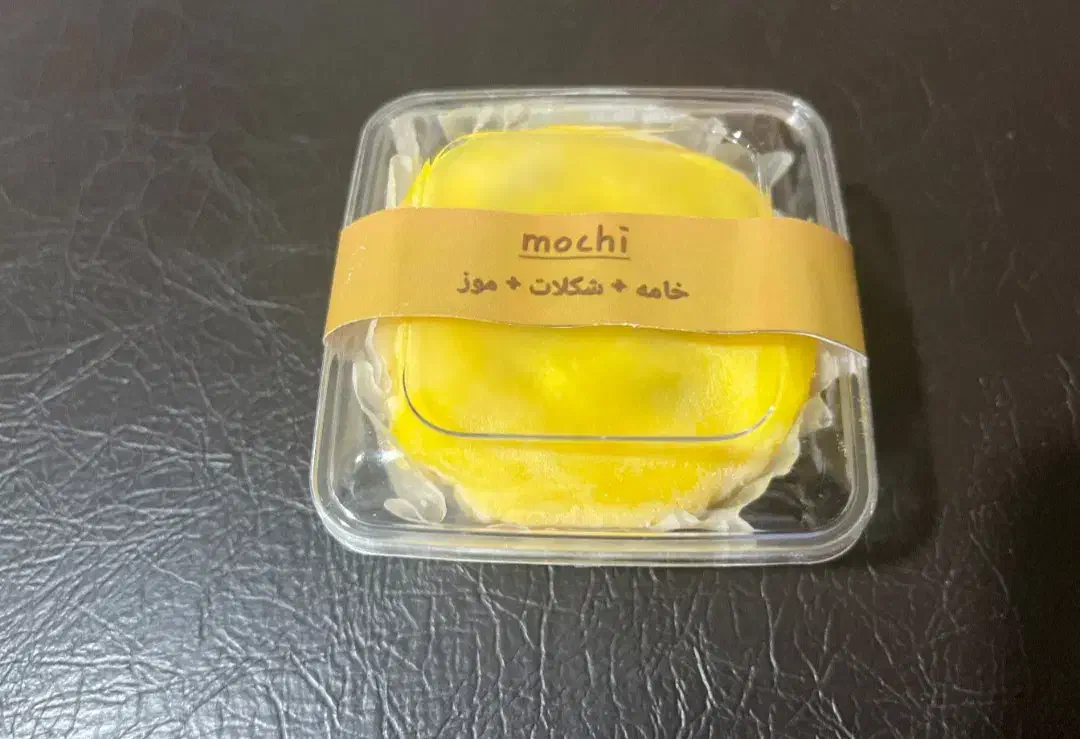 mochi
خامه + شکلات + موز